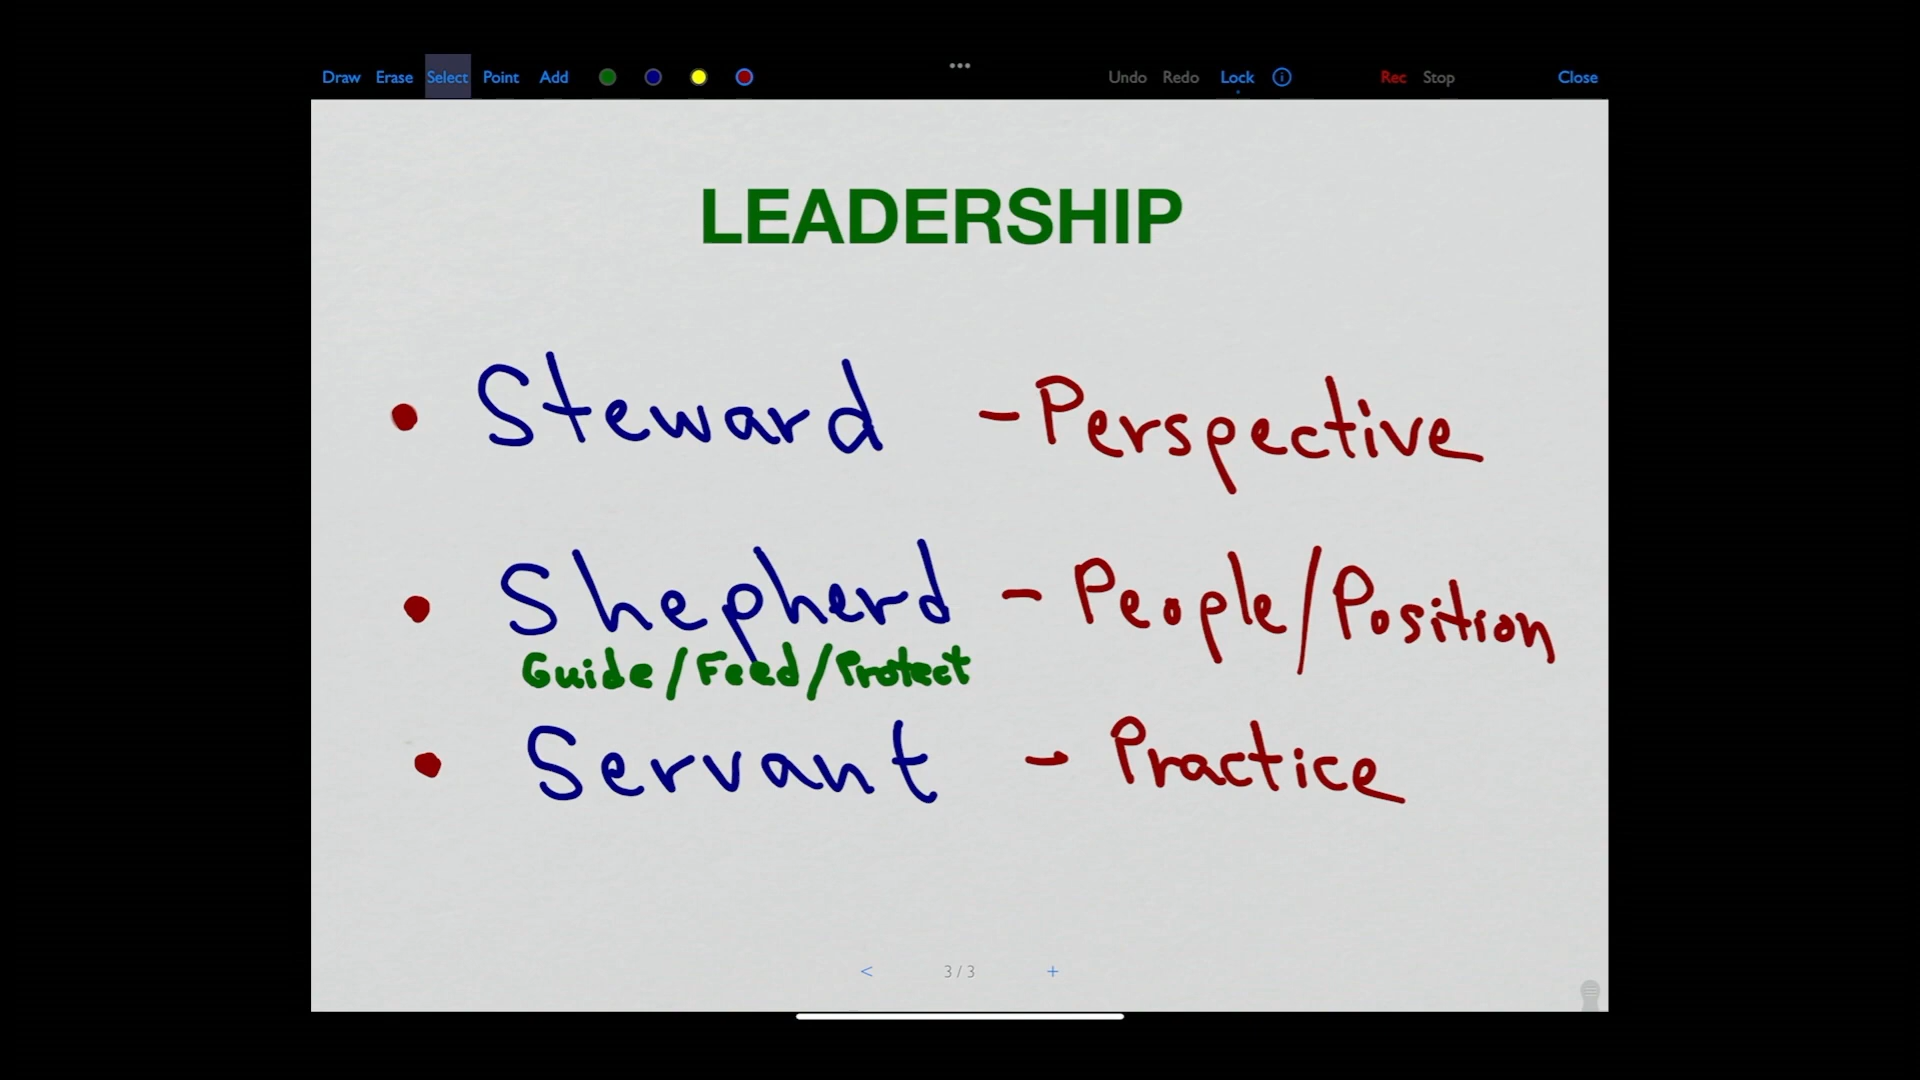 Draw Erase Select Point Add ••• Undo Redo Lock Rec Stop Close
LEADERSHIP
• Steward - Perspective
• Shepherd - People/Position
Guide/Feed/Protect
• Servant - Practice
< 3/3 +